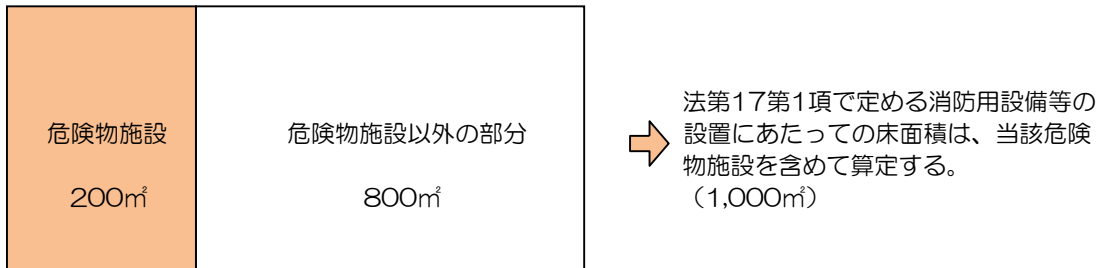 危険物施設
200㎡
危険物施設以外の部分
800㎡
法第17第1項で定める消防用設備等の
設置にあたっての床面積は、当該危険
物施設を含めて算定する。
（1,000㎡）